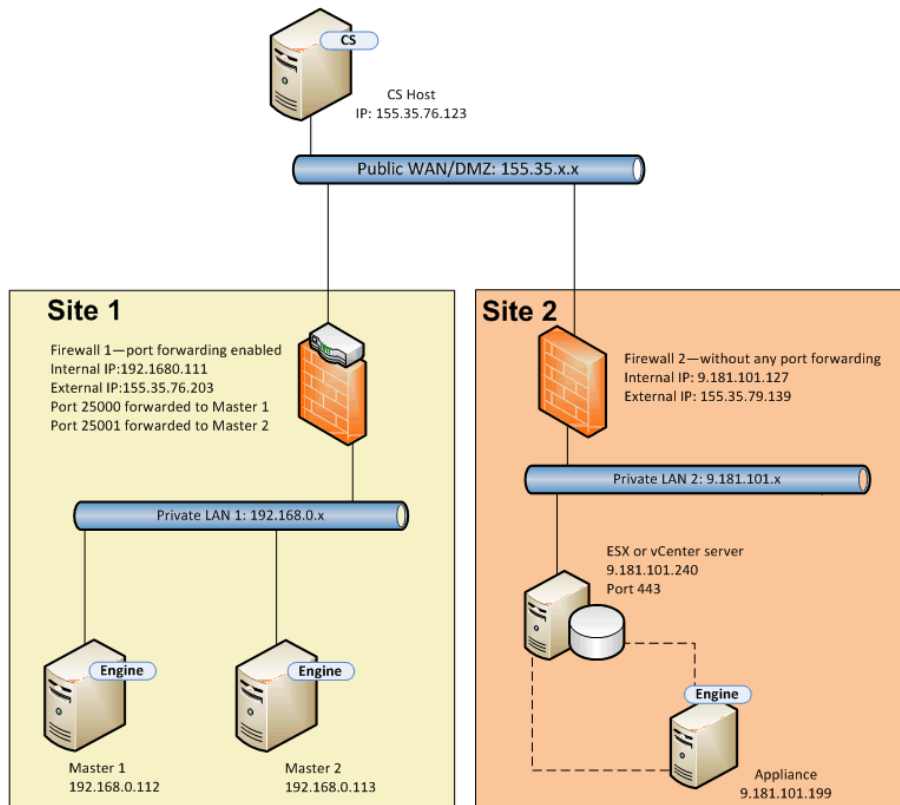 CS
CS Host
IP: 155.35.76.123
Public WAN/DMZ: 155.35.x.x
Site 1
Firewall 1—port forwarding enabled
Internal IP:192.1680.111
External IP:155.35.76.203
Port 25000 forwarded to Master 1
Port 25001 forwarded to Master 2
Private LAN 1: 192.168.0.x
Engine
Master 1
192.168.0.112
Engine
Master 2
192.168.0.113
Site 2
Firewall 2—without any port forwarding
Internal IP: 9.181.101.127
External IP: 155.35.79.139
Private LAN 2: 9.181.101.x
ESX or vCenter server
9.181.101.240
Port 443
Engine
Appliance
9.181.101.199